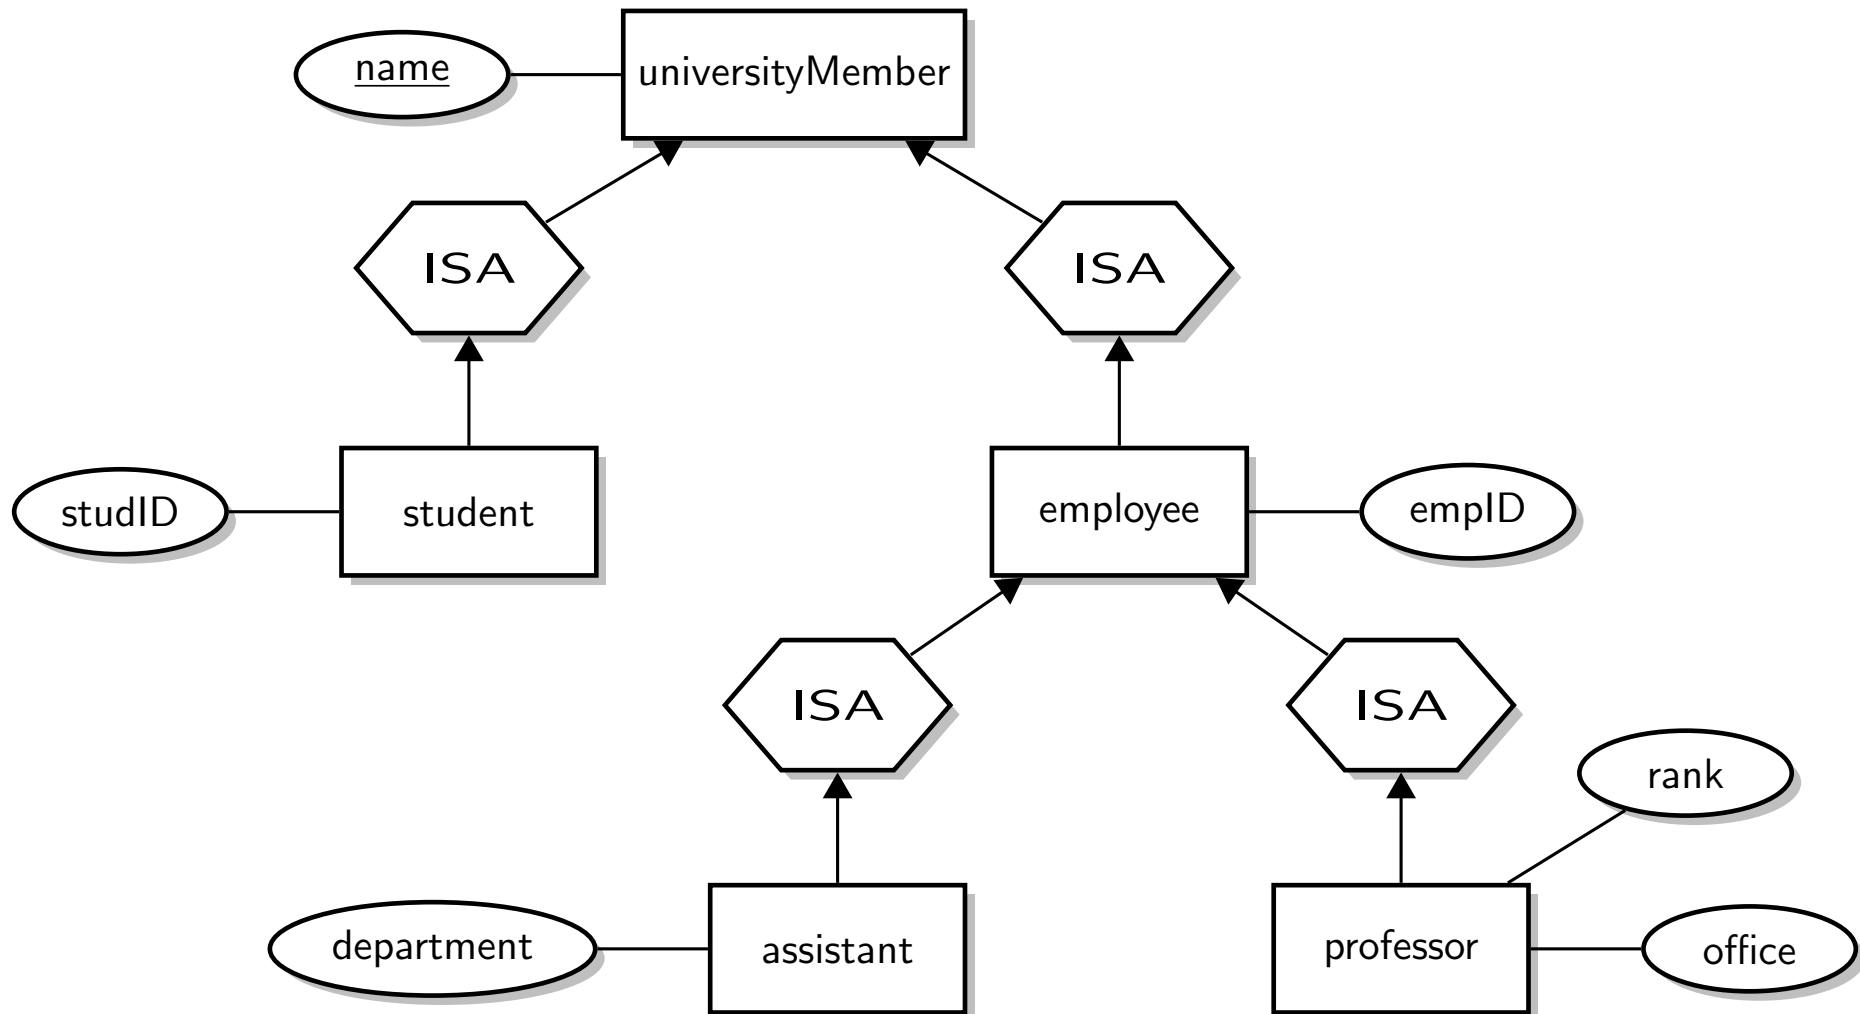 name
universityMember
ISA
ISA
studID
student
employee
empID
ISA
ISA
rank
department
assistant
professor
office